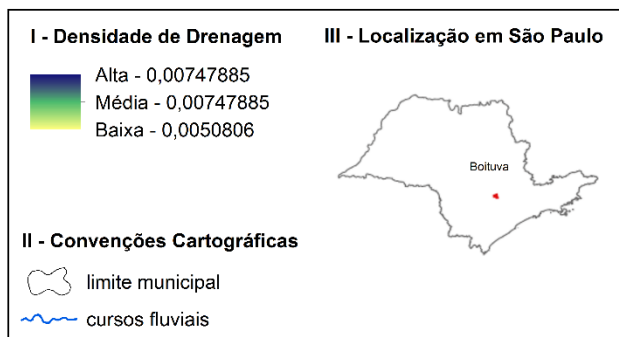 I - Densidade de Drenagem
Alta - 0,00747885
Média - 0,00747885
Baixa - 0,0050806
II - Convenções Cartográficas
limite municipal
cursos fluviais
III - Localização em São Paulo
Boituva